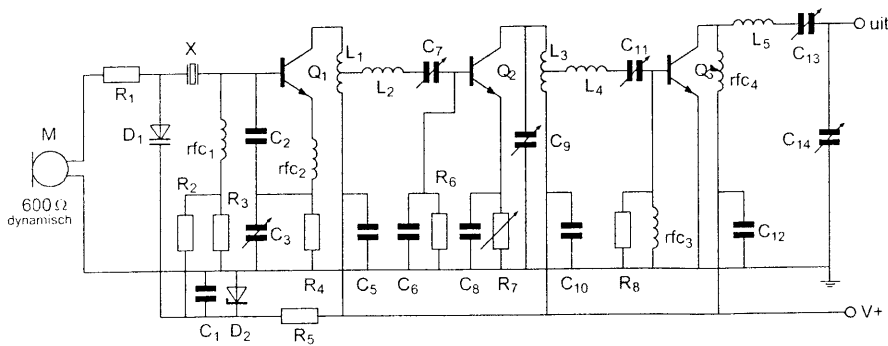 uit
L5
C13
X
L1
C7
L3
C11
Q1
Q2
Q3
rfc4
R1
L2
L4
D1
C2
M
rfc1
rfc2
C9
C14
R2
R6
600Ω
dynamisch
R3
C3
rfc3
C12
R4
C5
C6
C8
R7
C10
R8
C1
D2
R5
V+